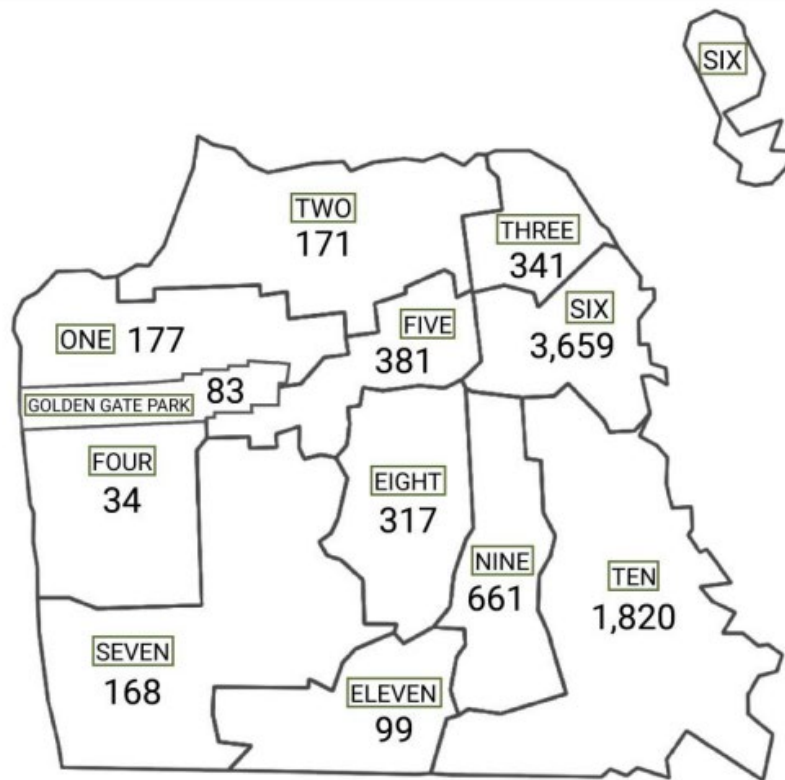 SIX
TWO
171
THREE
341
SIX
3,659
FIVE
381
ONE 177
83
GOLDEN GATE PARK
FOUR
34
EIGHT
317
NINE
661
TEN
1,820
SEVEN
168
ELEVEN
99